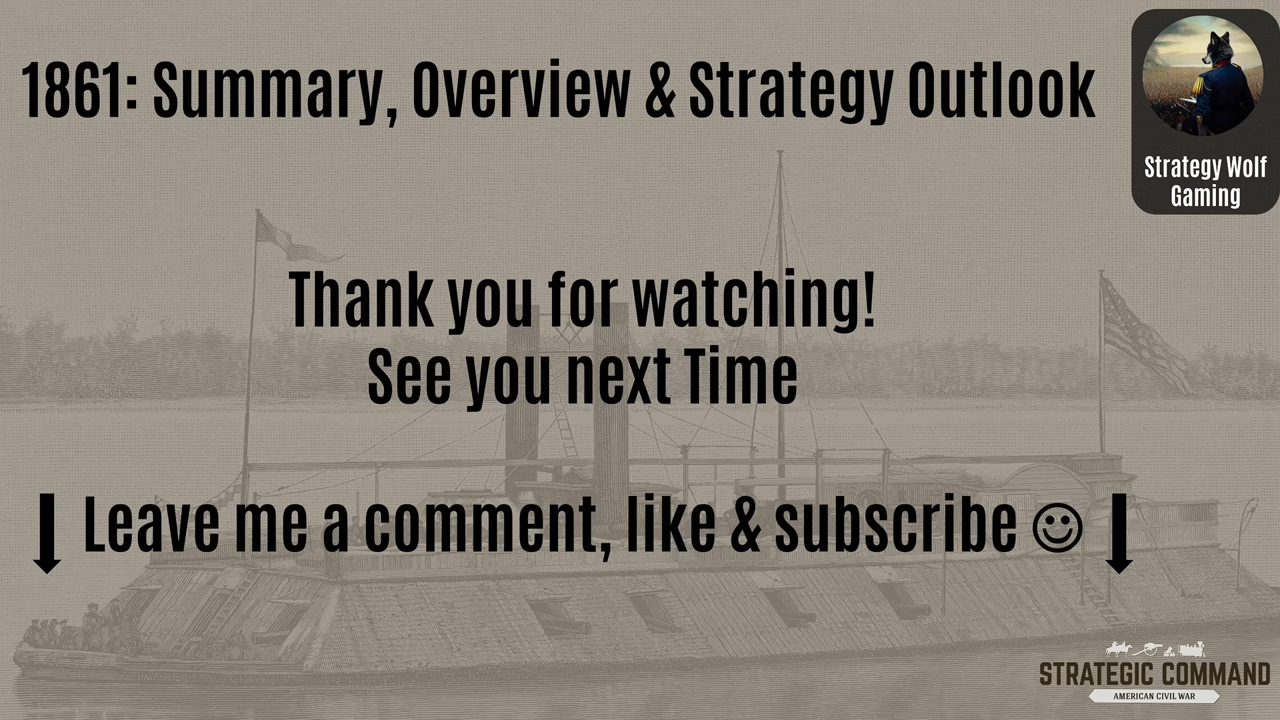 1861: Summary, Overview & Strategy Outlook
Strategy Wolf
Gaming
Thank you for watching!
See you next Time
Leave me a comment, like & subscribe ☺
STRATEGIC COMMAND
AMERICAN CIVIL WAR